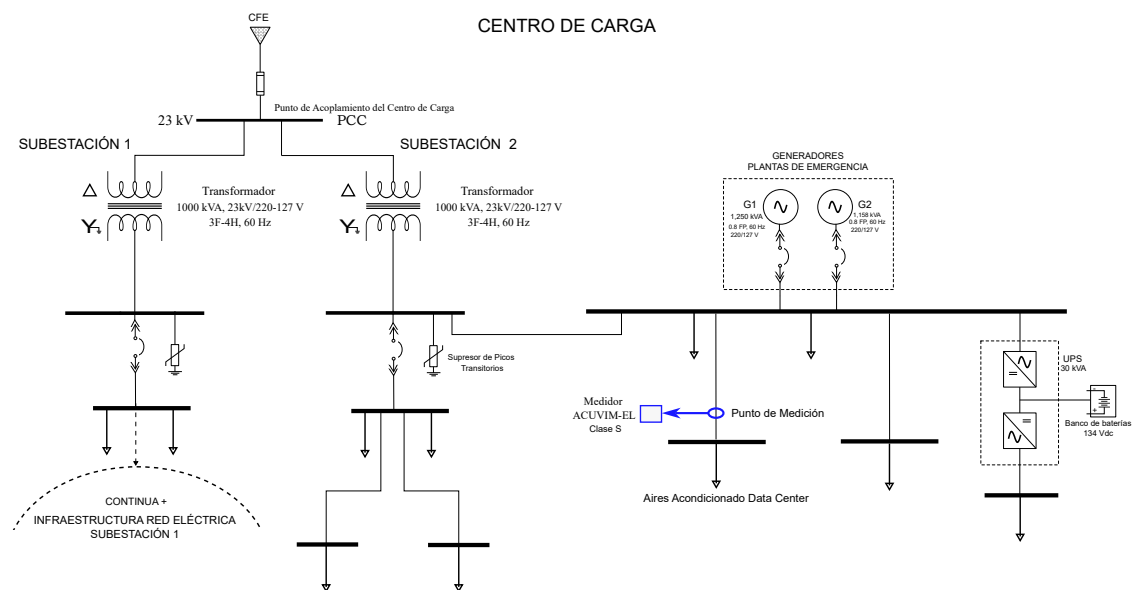 CENTRO DE CARGA
CFE
Punto de Acoplamiento del Centro de Carga
23 kV
PCC
SUBESTACIÓN 1
SUBESTACIÓN 2
Transformador
1000 kVA, 23kV/220-127 V
3F-4H, 60 Hz
Transformador
1000 kVA, 23kV/220-127 V
3F-4H, 60 Hz
GENERADORES
PLANTAS DE EMERGENCIA
G1
1,250 kVA
0.8 FP, 60 Hz
220/127 V
G2
1,158 kVA
0.8 FP, 60 Hz
220/127 V
Supresor de Picos
Transitorios
UPS
30 kVA
Medidor
ACUVIM-EL
Clase S
Punto de Medición
- 
+
Banco de baterías
134 Vdc
Aires Acondicionado Data Center
CONTINUA +
INFRAESTRUCTURA RED ELÉCTRICA
SUBESTACIÓN 1